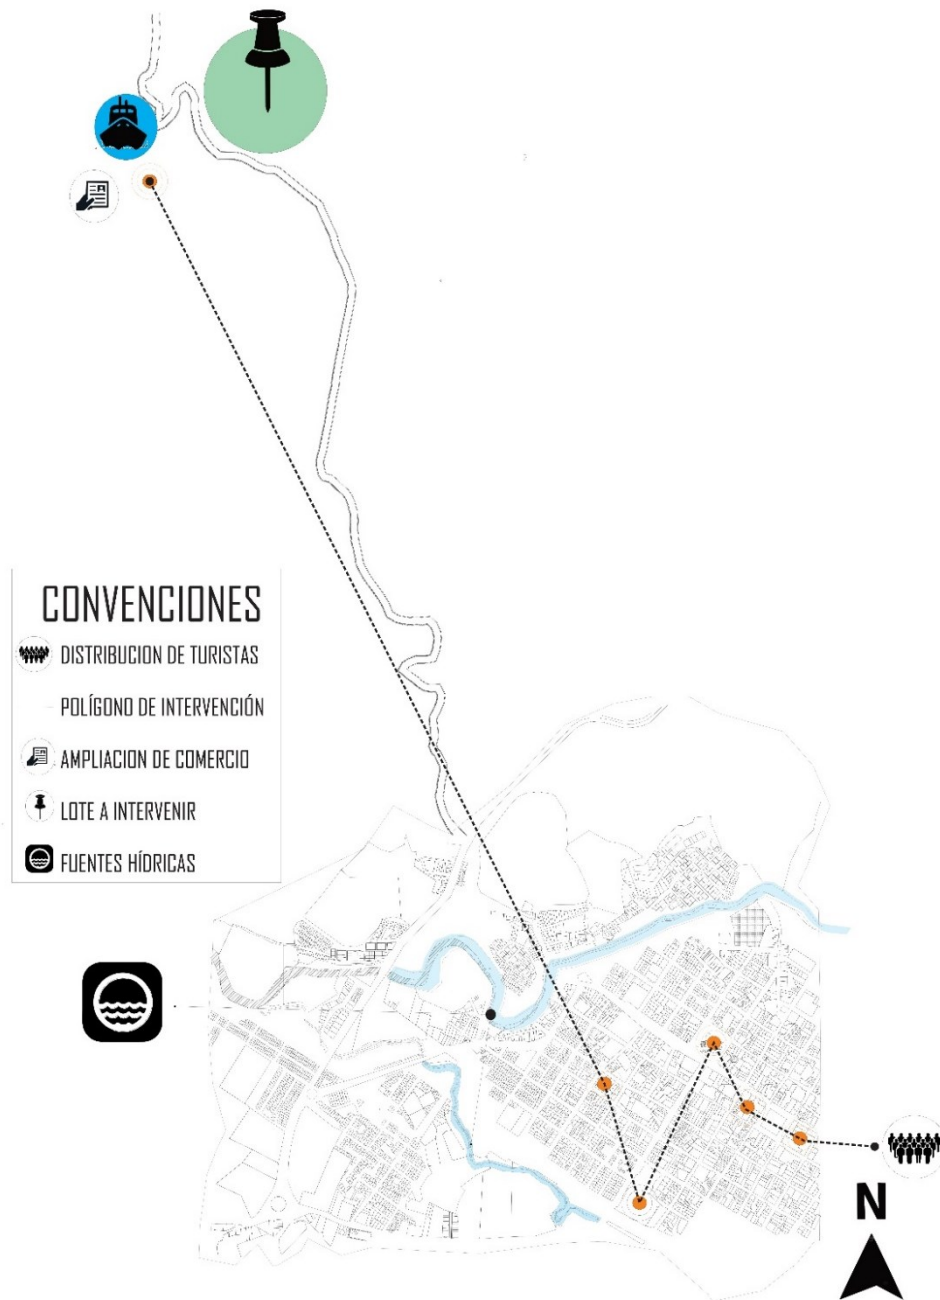 CONVENCIONES
DISTRIBUCION DE TURISTAS
POLÍGONO DE INTERVENCIÓN
AMPLIACION DE COMERCIO
LOTE A INTERVENIR
FUENTES HÍDRICAS
N